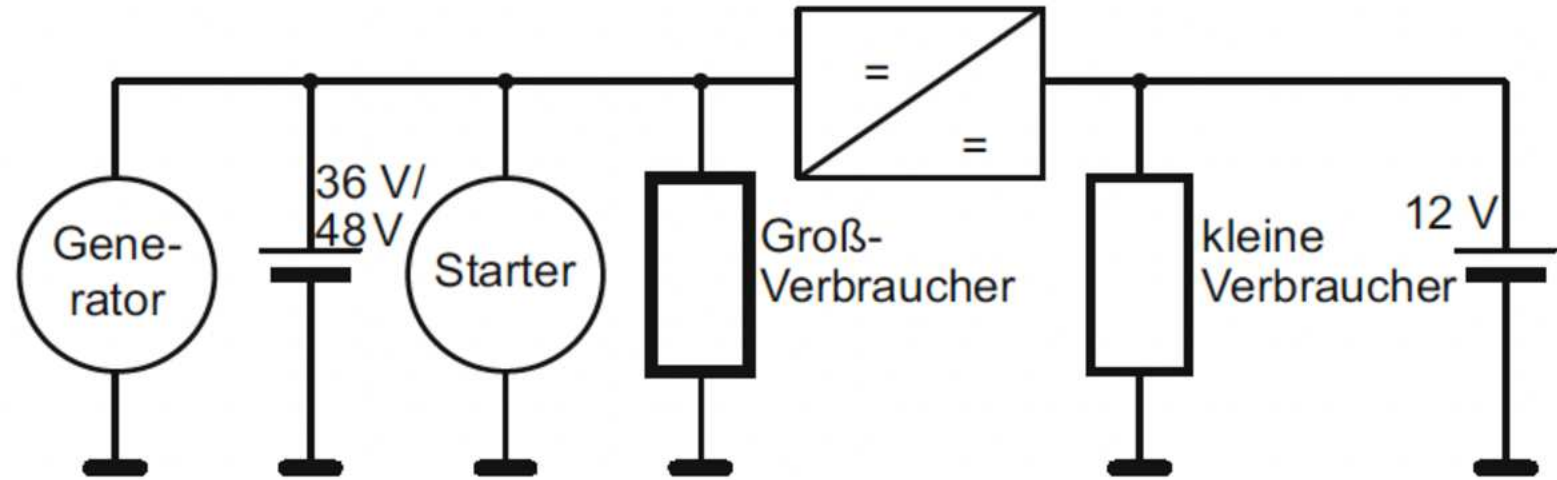 =
=
36 V/
48 V
Gene-
rator
Starter
Groß-
Verbraucher
kleine
Verbraucher
12 V